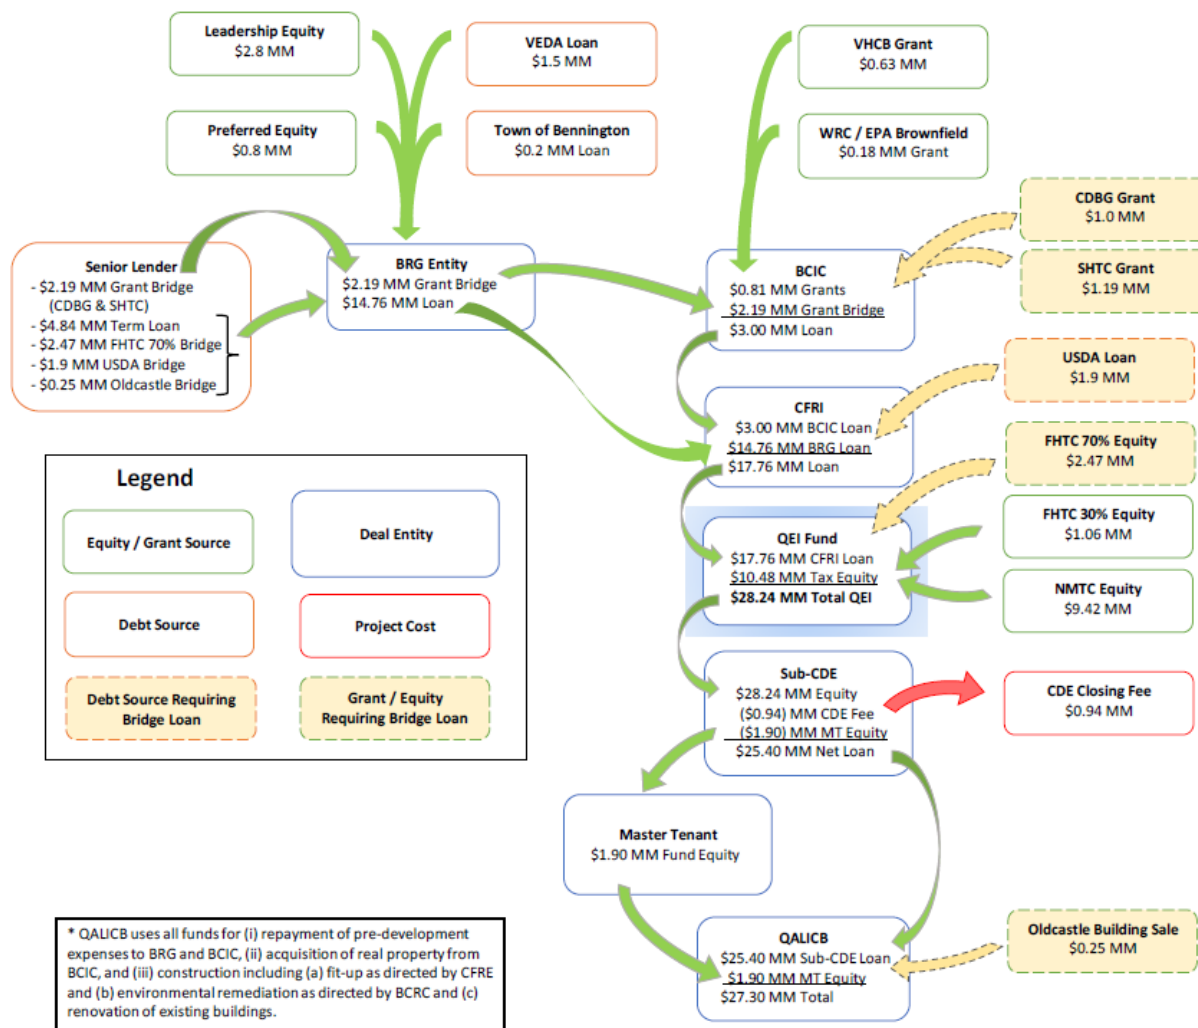 Leadership Equity
$2.8 MM
VEDA Loan
$1.5 MM
VHCB Grant
$0.63 MM
Preferred Equity
$0.8 MM
Town of Bennington
$0.2 MM Loan
WRC / EPA Brownfield
$0.18 MM Grant
CDBG Grant
$1.0 MM
SHTC Grant
$1.19 MM
Senior Lender
- $2.19 MM Grant Bridge
(CDBG & SHTC)
- $4.84 MM Term Loan
- $2.47 MM FHTC 70% Bridge
- $1.9 MM USDA Bridge
- $0.25 MM Oldcastle Bridge
BRG Entity
$2.19 MM Grant Bridge
$14.76 MM Loan
BCIC
$0.81 MM Grants
$2.19 MM Grant Bridge
$3.00 MM Loan
USDA Loan
$1.9 MM
CFRI
$3.00 MM BCIC Loan
$14.76 MM BRG Loan
$17.76 MM Loan
FHTC 70% Equity
$2.47 MM
Legend
Equity / Grant Source
Deal Entity
Debt Source
Project Cost
Debt Source Requiring
Bridge Loan
Grant / Equity
Requiring Bridge Loan
QEI Fund
$17.76 MM CFRI Loan
$10.48 MM Tax Equity
$28.24 MM Total QEI
FHTC 30% Equity
$1.06 MM
NMTC Equity
$9.42 MM
Sub-CDE
$28.24 MM Equity
($0.94) MM CDE Fee
($1.90) MM MT Equity
$25.40 MM Net Loan
CDE Closing Fee
$0.94 MM
Master Tenant
$1.90 MM Fund Equity
QALICB
$25.40 MM Sub-CDE Loan
$1.90 MM MT Equity
$27.30 MM Total
Oldcastle Building Sale
$0.25 MM
* QALICB uses all funds for (i) repayment of pre-development
expenses to BRG and BCIC, (ii) acquisition of real property from
BCIC, and (iii) construction including (a) fit-up as directed by CFRE
and (b) environmental remediation as directed by BCRC and (c)
renovation of existing buildings.